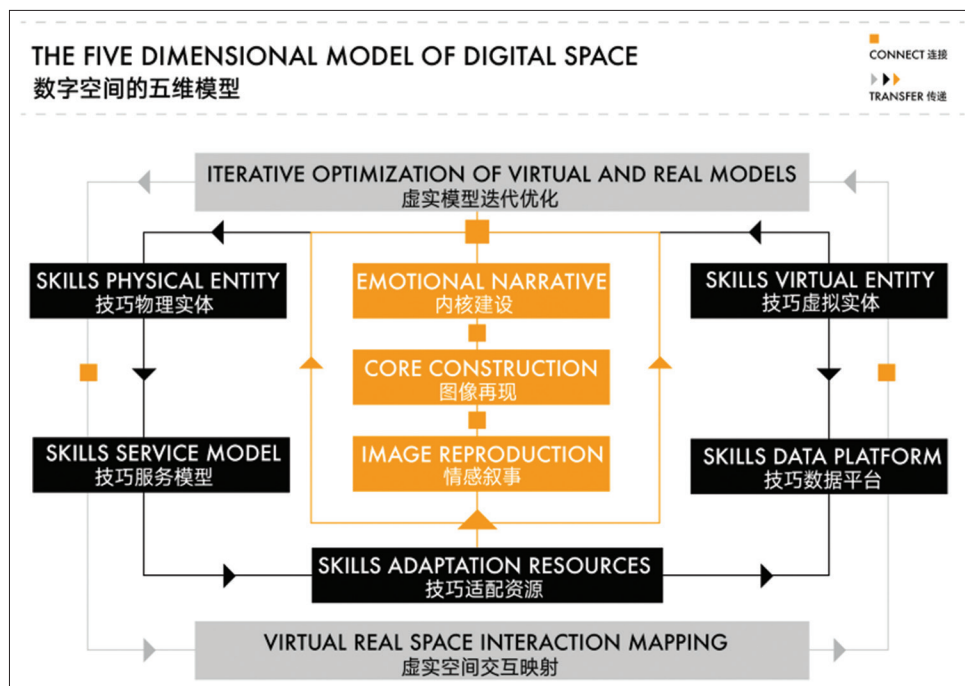 THE FIVE DIMENSIONAL MODEL OF DIGITAL SPACE
数字空间的五维模型
CONNECT 连接
TRANSFER 传递
ITERATIVE OPTIMIZATION OF VIRTUAL AND REAL MODELS
虚实模型迭代优化
SKILLS PHYSICAL ENTITY
技巧物理实体
EMOTIONAL NARRATIVE
内核建设
SKILLS VIRTUAL ENTITY
技巧虚拟实体
CORE CONSTRUCTION
图像再现
SKILLS SERVICE MODEL
技巧服务模型
IMAGE REPRODUCTION
情感叙事
SKILLS DATA PLATFORM
技巧数据平台
SKILLS ADAPTATION RESOURCES
技巧适配资源
VIRTUAL REAL SPACE INTERACTION MAPPING
虚实空间交互映射